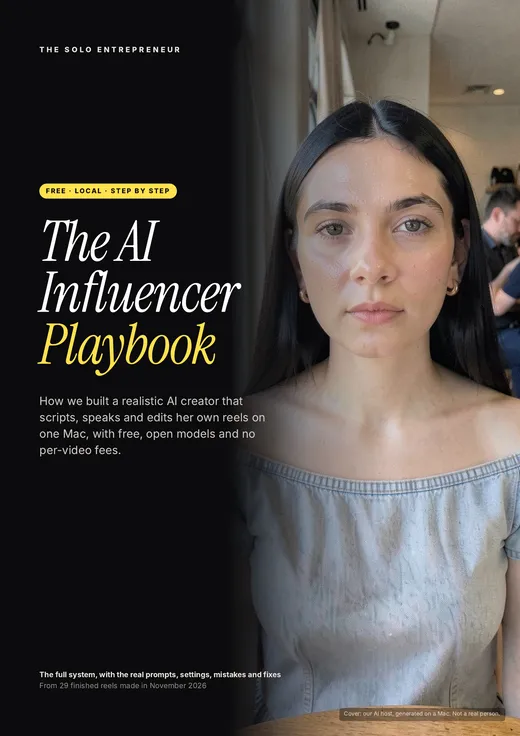 THE SOLO ENTREPRENEUR
FREE · LOCAL · STEP BY STEP
The AI
Influencer
Playbook
How we built a realistic AI creator that
scripts, speaks and edits her own reels on
one Mac, with free, open models and no
per-video fees.
The full system, with the real prompts, settings, mistakes and fixes
From 29 finished reels made in November 2026
Cover: our AI host, generated on a Mac. Not a real person.